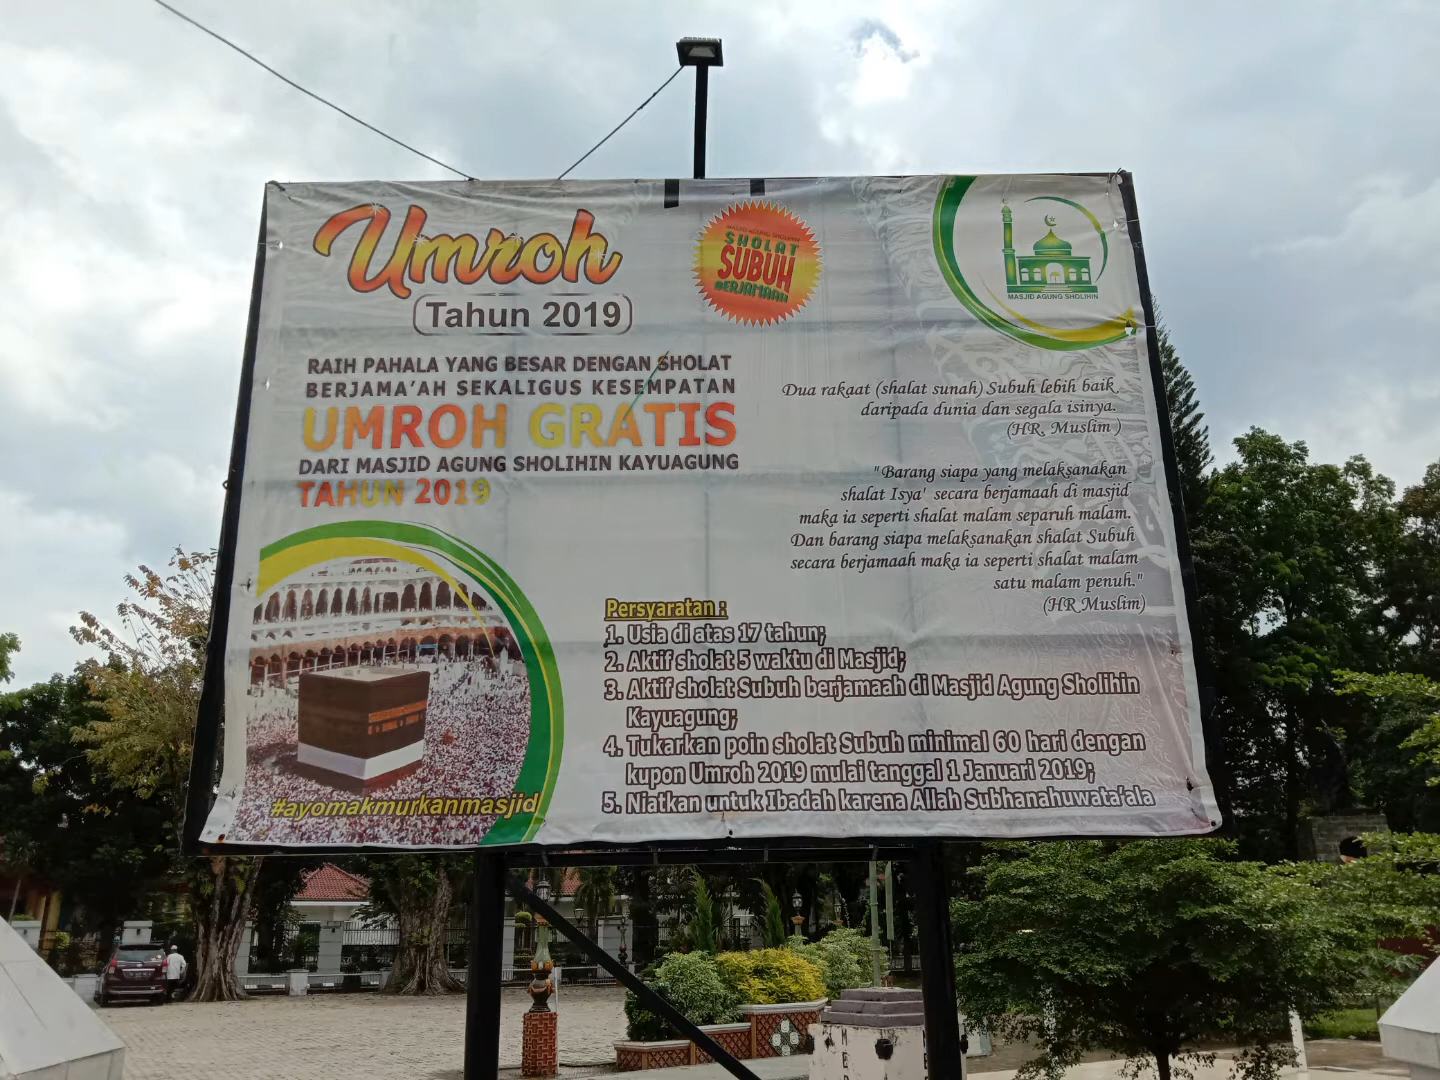 Umroh
Tahun 2019
MASJID AGUNG SHOLIHIN
SHOLAT
SUBUH
BERJAMAAH
MASJID AGUNG SHOLIHIN
RAIH PAHALA YANG BESAR DENGAN SHOLAT
BERJAMA'AH SEKALIGUS KESEMPATAN
UMROH GRATIS
DARI MASJID AGUNG SHOLIHIN KAYUAGUNG
TAHUN 2019
Dua rakaat (shalat sunah) Subuh lebih baik
daripada dunia dan segala isinya.
(HR. Muslim )
"Barang siapa yang melaksanakan
shalat Isya' secara berjamaah di masjid
maka ia seperti shalat malam separuh malam.
Dan barang siapa melaksanakan shalat Subuh
secara berjamaah maka ia seperti shalat malam
satu malam penuh."
(HR Muslim)
Persyaratan :
1. Usia di atas 17 tahun;
2. Aktif sholat 5 waktu di Masjid;
3. Aktif sholat Subuh berjamaah di Masjid Agung Sholihin
Kayuagung;
4. Tukarkan poin sholat Subuh minimal 60 hari dengan
kupon Umroh 2019 mulai tanggal 1 Januari 2019;
5. Niatkan untuk Ibadah karena Allah Subhanahuwata'ala
#ayomakmurkanmasjid